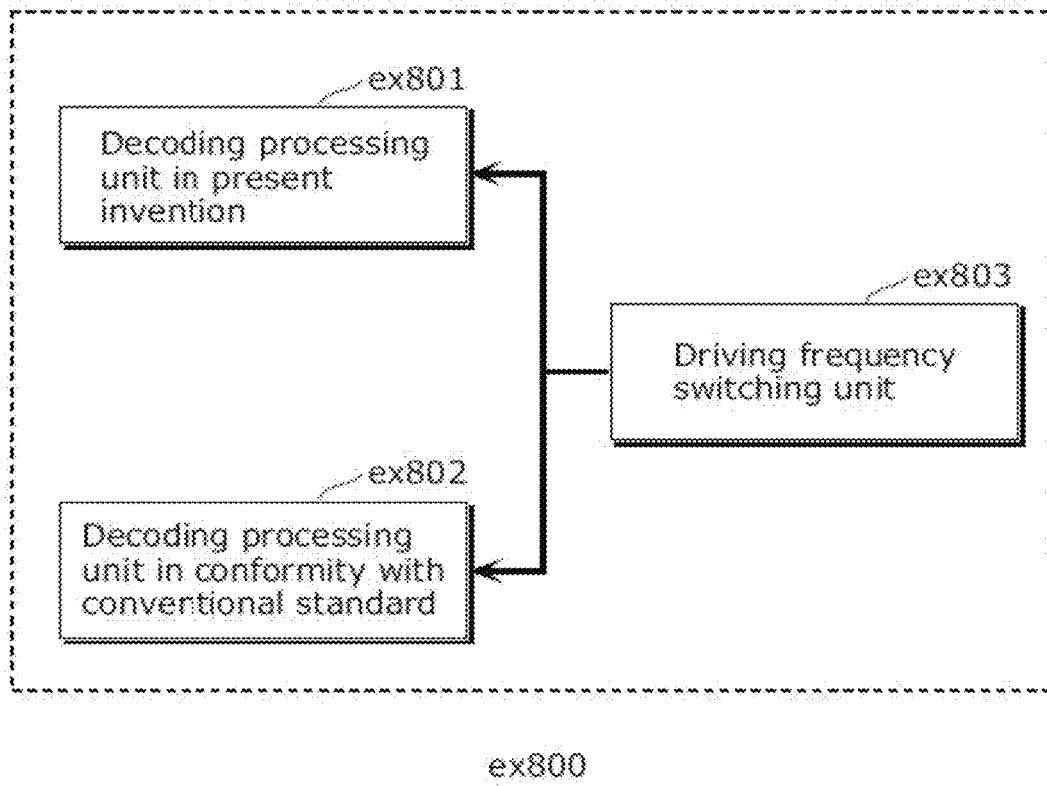 ex801
Decoding processing
unit in present
invention
ex803
Driving frequency
switching unit
ex802
Decoding processing
unit in conformity with
conventional standard
ex800